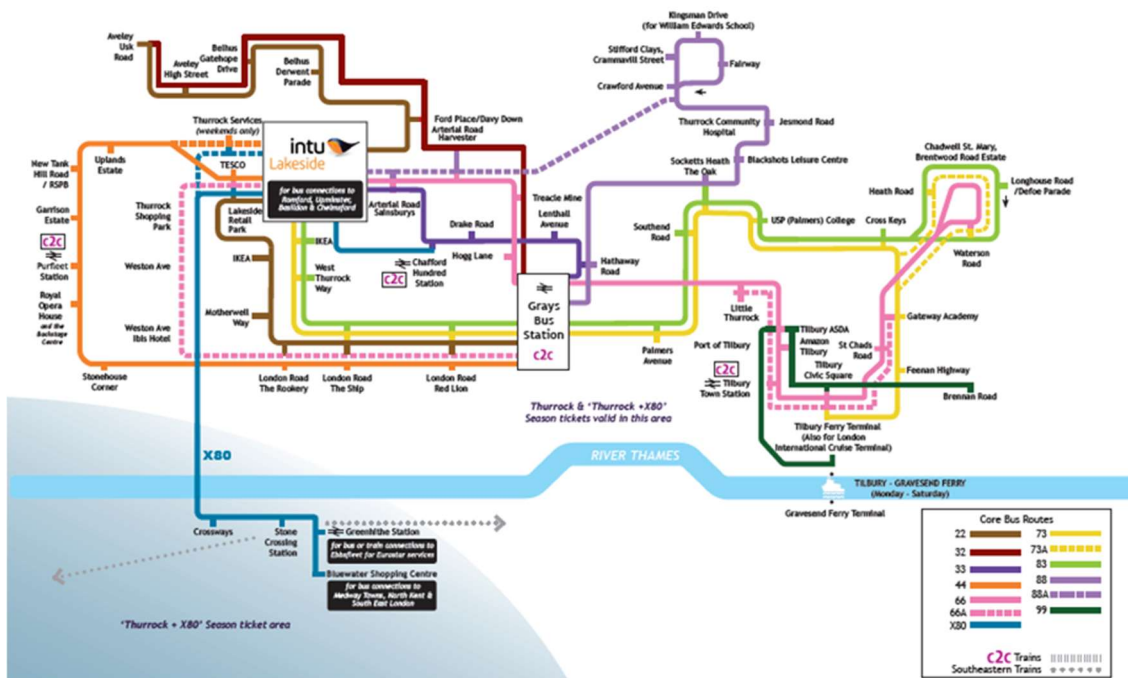 Kingsman Drive
(for William Edwards School)
Aveley
Usk
Road
Aveley
High Street
Belhus
Gatehope
Drive
Belhus
Derwent
Parade
Stifford Clays,
Crammavill Street
Fairway
Crawford Avenue
Thurrock Services
(weekends only)
Ford Place/Davy Down
Arterial Road
Harvester
Thurrock Community
Hospital
Jesmond Road
Chadwell St. Mary,
Brentwood Road Estate
New Tank
Hill Road
/ RSPB
Uplands
Estate
TESCO
intu
Lakeside
for bus connections to
Romford, Upminster,
Basildon & Chelmsford
Socketts Heath
The Oak
Blackshots Leisure Centre
Heath Road
Longhouse Road
/Defoe Parade
Garrison
Estate
c2c
Purfleet
Station
Royal
Opera
House
and the
Backstage
Centre
Thurrock
Shopping
Park
Lakeside
Retail
Park
Arterial Road
Sainsburys
Treacle Mine
Drake Road
Lenthall
Avenue
Southend
Road
USP (Palmers) College
Cross Keys
Waterson
Road
Weston Ave
IKEA
IKEA
West
Thurrock
Way
Chafford
Hundred
Station
c2c
Hogg Lane
Hathaway
Road
Motherwell
Way
Weston Ave
Ibis Hotel
Grays
Bus
Station
c2c
Little
Thurrock
Gateway Academy
Palmers
Avenue
Port of Tilbury
c2c
Tilbury
Town Station
Tilbury ASDA
Amazon
Tilbury
Tilbury
Civic Square
St Chads
Road
Feenan Highway
Brennan Road
Stonehouse
Corner
London Road
The Rookery
London Road
The Ship
London Road
Red Lion
Thurrock & 'Thurrock +X80'
Season tickets valid in this area
Tilbury Ferry Terminal
(Also for London
International Cruise Terminal)
X80
RIVER THAMES
TILBURY - GRAVESEND FERRY
(Monday - Saturday)
Gravesend Ferry Terminal
Crossways
Stone
Crossing
Station
Greenhithe Station
for bus or train connections to
Ebbsfleet for Eurostar services
Bluewater Shopping Centre
for bus connections to
Medway Towns, North Kent &
South East London
'Thurrock + X80' Season ticket area
Core Bus Routes
22
32
33
44
66
66A
X80
73
73A
83
88
88A
99
c2c Trains
Southeastern Trains